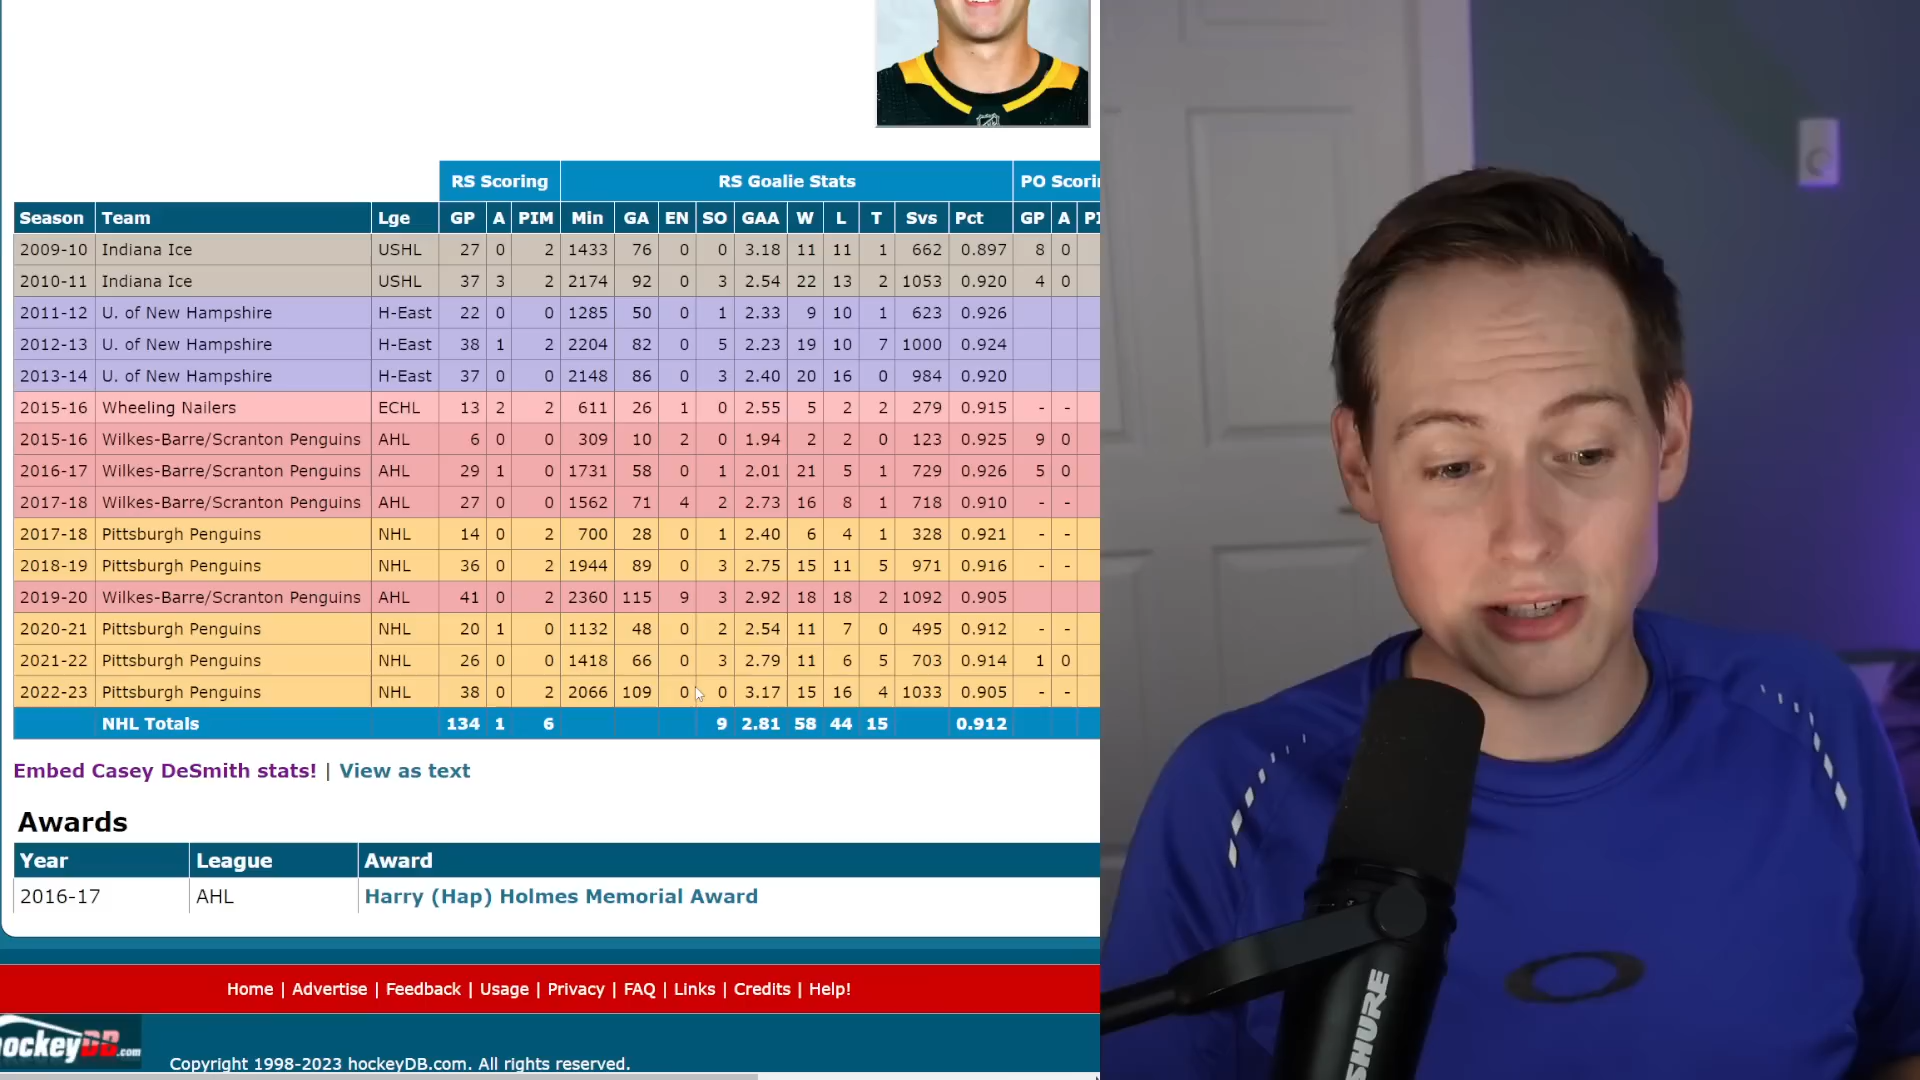 RS Scoring RS Goalie Stats PO Scori
Season Team Lge GP A PIM Min GA EN SO GAA W L T Svs Pct GP A PI
2009-10 Indiana Ice USHL 27 0 2 1433 76 0 0 3.18 11 11 1 662 0.897 8 0
2010-11 Indiana Ice USHL 37 3 2 2174 92 0 3 2.54 22 13 2 1053 0.920 4 0
2011-12 U. of New Hampshire H-East 22 0 0 1285 50 0 1 2.33 9 10 1 623 0.926
2012-13 U. of New Hampshire H-East 38 1 2 2204 82 0 5 2.23 19 10 7 1000 0.924
2013-14 U. of New Hampshire H-East 37 0 0 2148 86 0 3 2.40 20 16 0 984 0.920
2015-16 Wheeling Nailers ECHL 13 2 2 611 26 1 0 2.55 5 2 2 279 0.915 - -
2015-16 Wilkes-Barre/Scranton Penguins AHL 6 0 0 309 10 2 0 1.94 2 2 0 123 0.925 9 0
2016-17 Wilkes-Barre/Scranton Penguins AHL 29 1 0 1731 58 0 1 2.01 21 5 1 729 0.926 5 0
2017-18 Wilkes-Barre/Scranton Penguins AHL 27 0 0 1562 71 4 2 2.73 16 8 1 718 0.910 - -
2017-18 Pittsburgh Penguins NHL 14 0 2 700 28 0 1 2.40 6 4 1 328 0.921 - -
2018-19 Pittsburgh Penguins NHL 36 0 2 1944 89 0 3 2.75 15 11 5 971 0.916 - -
2019-20 Wilkes-Barre/Scranton Penguins AHL 41 0 2 2360 115 9 3 2.92 18 18 2 1092 0.905
2020-21 Pittsburgh Penguins NHL 20 1 0 1132 48 0 2 2.54 11 7 0 495 0.912 - -
2021-22 Pittsburgh Penguins NHL 26 0 0 1418 66 0 3 2.79 11 6 5 703 0.914 1 0
2022-23 Pittsburgh Penguins NHL 38 0 2 2066 109 0 0 3.17 15 16 4 1033 0.905 - -
NHL Totals 134 1 6 9 2.81 58 44 15 0.912
Embed Casey DeSmith stats! | View as text
Awards
Year League Award
2016-17 AHL Harry (Hap) Holmes Memorial Award
Home | Advertise | Feedback | Usage | Privacy | FAQ | Links | Credits | Help!
ockeyDB.com
Copyright 1998-2023 hockeyDB.com. All rights reserved.
SHURE